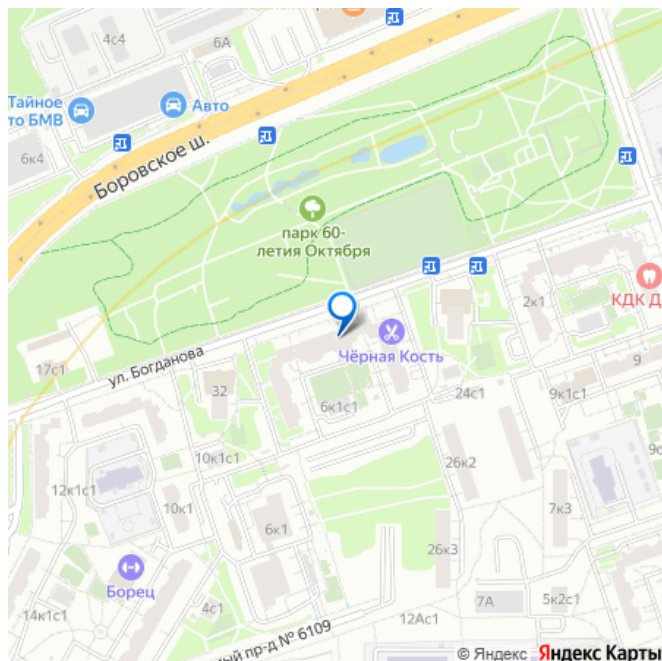 4с4
6А
Тайное
то БМВ
Авто
6к4
Боровское ш.
парк 60-
летия Октября
КДК Д
2к1
Чёрная Кость
ул. Богданова
17с1
32
24с1
9
9к1с1
6к1с1
10к1с1
26к2
9с
12к1с1
10к1
6к1
7к3
26к3
Борец
14к1с1
4с1
7А
5к2с1
12Ас1
ный пр-д № 6109
© Яндекс Яндекс Карты